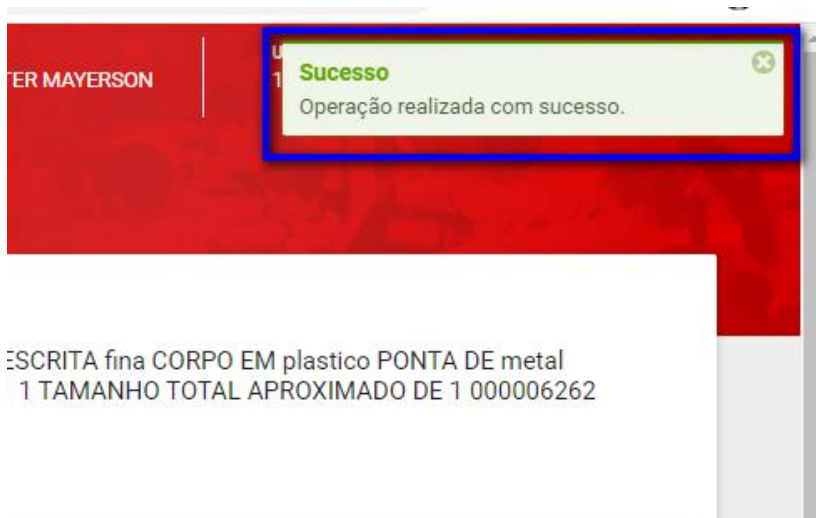 TER MAYERSON
Sucesso
Operação realizada com sucesso.
ESCRITA fina CORPO EM plastico PONTA DE metal
1 TAMANHO TOTAL APROXIMADO DE 1 000006262